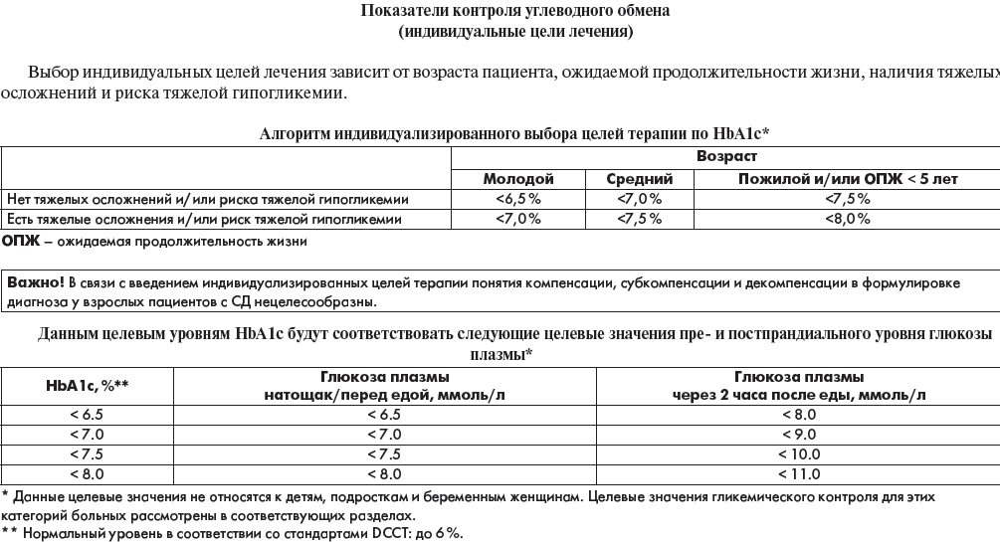 Показатели контроля углеводного обмена
(индивидуальные цели лечения)
Выбор индивидуальных целей лечения зависит от возраста пациента, ожидаемой продолжительности жизни, наличия тяжелых
осложнений и риска тяжелой гипогликемии.
Алгоритм индивидуализированного выбора целей терапии по HbA1c*
Возраст
Молодой Средний Пожилой и/или ОПЖ < 5 лет
Нет тяжелых осложнений и/или риска тяжелой гипогликемии <6,5% <7,0% <7,5%
Есть тяжелые осложнения и/или риск тяжелой гипогликемии <7,0% <7,5% <8,0%
ОПЖ – ожидаемая продолжительность жизни
Важно! В связи с введением индивидуализированных целей терапии понятия компенсации, субкомпенсации и декомпенсации в формулировке
диагноза у взрослых пациентов с СД нецелесообразны.
Данным целевым уровням HbA1c будут соответствовать следующие целевые значения пре- и постпрандиального уровня глюкозы
плазмы*
HbA1c, %** Глюкоза плазмы натощак/перед едой, ммоль/л Глюкоза плазмы через 2 часа после еды, ммоль/л
< 6.5 < 6.5 < 8.0
< 7.0 < 7.0 < 9.0
< 7.5 < 7.5 < 10.0
< 8.0 < 8.0 < 11.0
* Данные целевые значения не относятся к детям, подросткам и беременным женщинам. Целевые значения гликемического контроля для этих
категорий больных рассмотрены в соответствующих разделах.
** Нормальный уровень в соответствии со стандартами DCCT: до 6%.